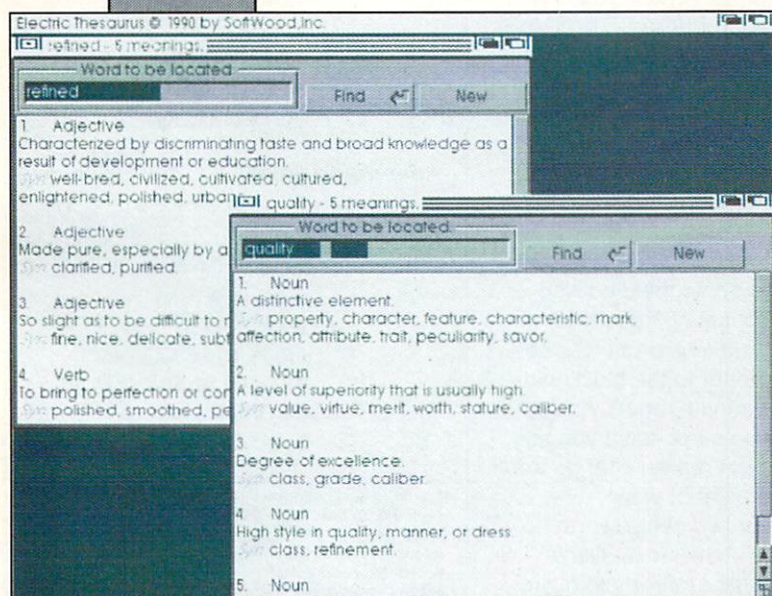 Electric Thesaurus © 1990 by SoftWood,Inc.
refined - 5 meanings.
Word to be located
refined
Find
New
1. Adjective
Characterized by discriminating taste and broad knowledge as a
result of development or education.
Syn well-bred, civilized, cultivated, cultured,
enlightened, polished,
2. Adjective
Made pure, especially by
Syn clarified, purified.
3. Adjective
So slight as to be difficult to
Syn fine, nice, delicate,
4. Verb
To bring to perfection or
Syn polished, smoothed,
quality - 5 meanings.
Word to be located.
quality
Find
New
1. Noun
A distinctive element.
Syn property, character, feature, characteristic, mark,
affection, attribute, trait, peculiarity, savor.
2. Noun
A level of superiority that is usually high.
Syn value, virtue, merit, worth, stature, caliber.
3. Noun
Degree of excellence.
Syn class, grade, caliber.
4. Noun
High style in quality, manner, or dress.
Syn class, refinement.
5. Noun